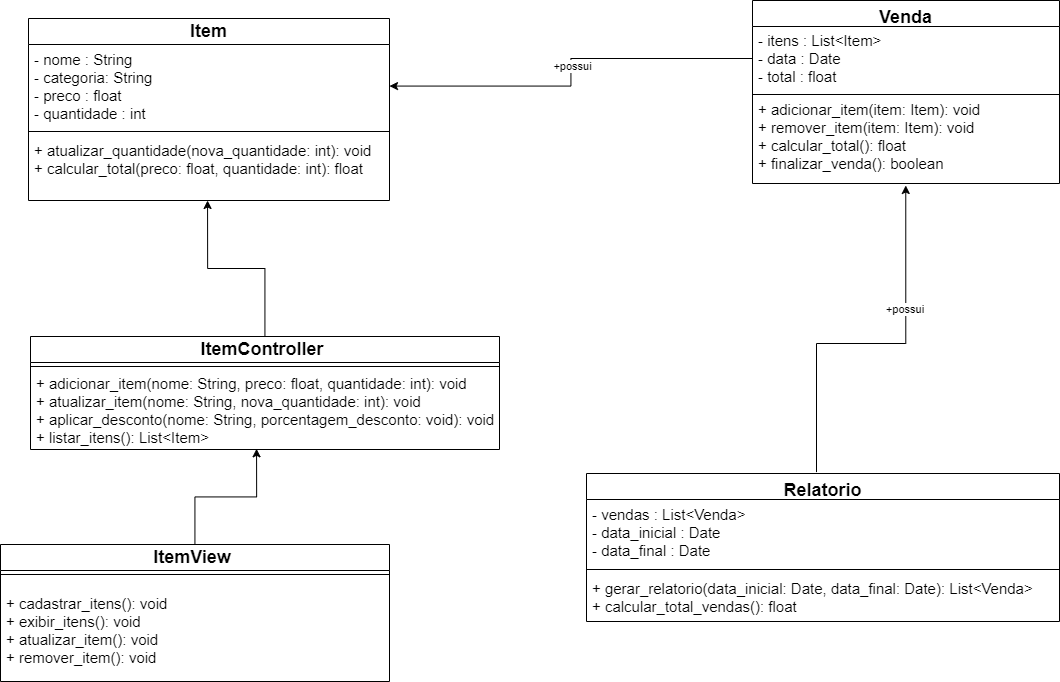 Item
- nome : String
- categoria: String
- preco : float
- quantidade : int
+ atualizar_quantidade(nova_quantidade: int): void
+ calcular_total(preco: float, quantidade: int): float
+possui
Venda
- itens : List<Item>
- data : Date
- total : float
+ adicionar_item(item: Item): void
+ remover_item(item: Item): void
+ calcular_total(): float
+ finalizar_venda(): boolean
+possui
ItemController
+ adicionar_item(nome: String, preco: float, quantidade: int): void
+ atualizar_item(nome: String, nova_quantidade: int): void
+ aplicar_desconto(nome: String, porcentagem_desconto: void): void
+ listar_itens(): List<Item>
Relatorio
- vendas : List<Venda>
- data_inicial : Date
- data_final : Date
+ gerar_relatorio(data_inicial: Date, data_final: Date): List<Venda>
+ calcular_total_vendas(): float
ItemView
+ cadastrar_itens(): void
+ exibir_itens(): void
+ atualizar_item(): void
+ remover_item(): void